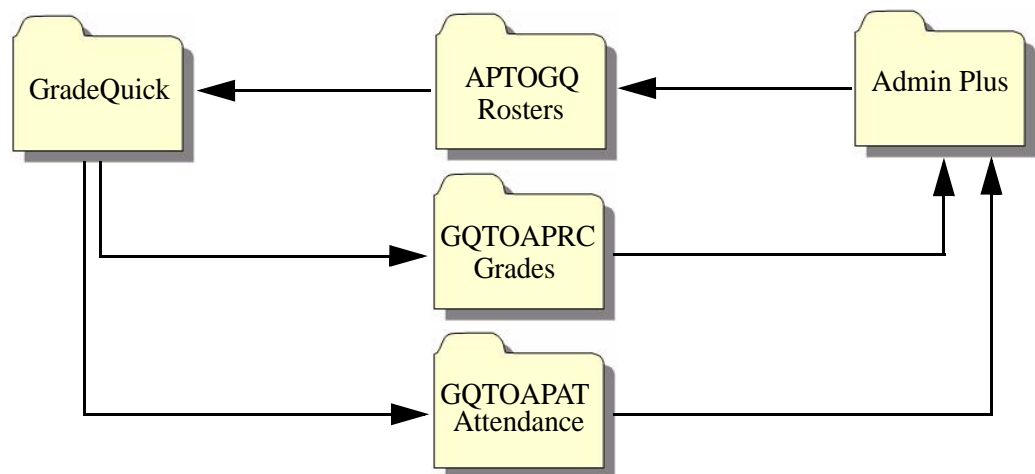 GradeQuick
APTOGQ
Rosters
Admin Plus
GQTOAPRC
Grades
GQTOAPAT
Attendance